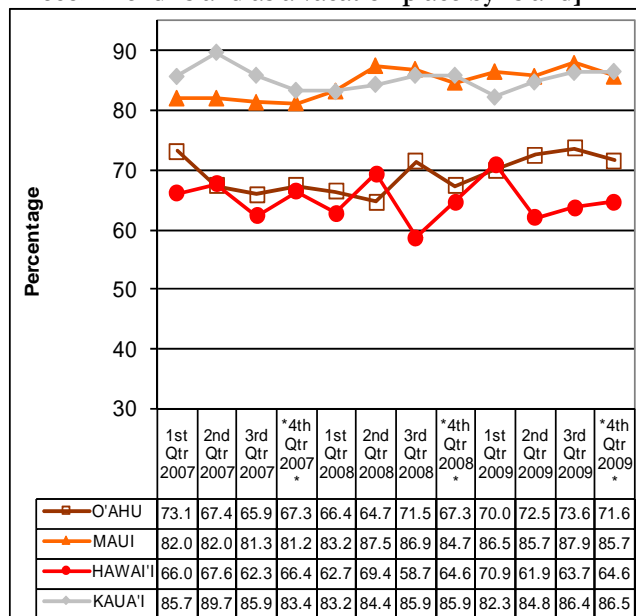 90
80
70
60
50
40
30
Percentage
1st Qtr 2007 2nd Qtr 2007 3rd Qtr 2007 *4th Qtr 2007 * 1st Qtr 2008 2nd Qtr 2008 3rd Qtr 2008 *4th Qtr 2008 * 1st Qtr 2009 2nd Qtr 2009 3rd Qtr 2009 *4th Qtr 2009 *
O'AHU 73.1 67.4 65.9 67.3 66.4 64.7 71.5 67.3 70.0 72.5 73.6 71.6
MAUI 82.0 82.0 81.3 81.2 83.2 87.5 86.9 84.7 86.5 85.7 87.9 85.7
HAWAI'I 66.0 67.6 62.3 66.4 62.7 69.4 58.7 64.6 70.9 61.9 63.7 64.6
KAUA'I 85.7 89.7 85.9 83.4 83.2 84.4 85.9 85.9 82.3 84.8 86.4 86.5